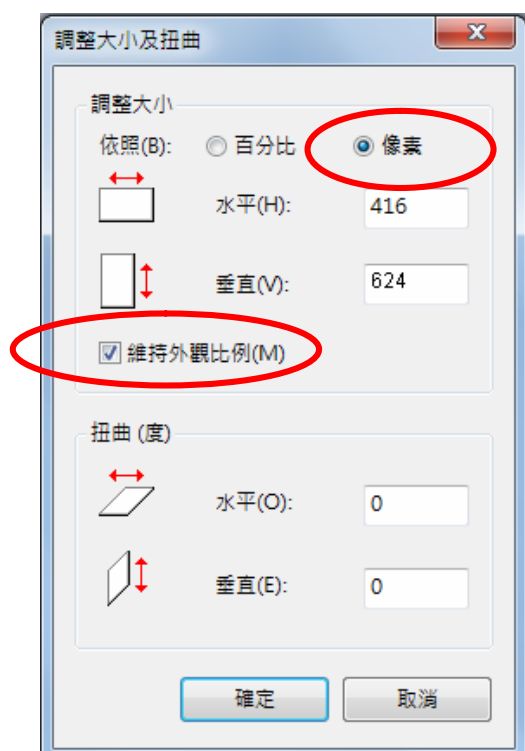 調整大小及扭曲
調整大小
依照(B): 百分比 像素
水平(H): 416
垂直(V): 624
維持外觀比例(M)
扭曲 (度)
水平(O): 0
垂直(E): 0
確定 取消